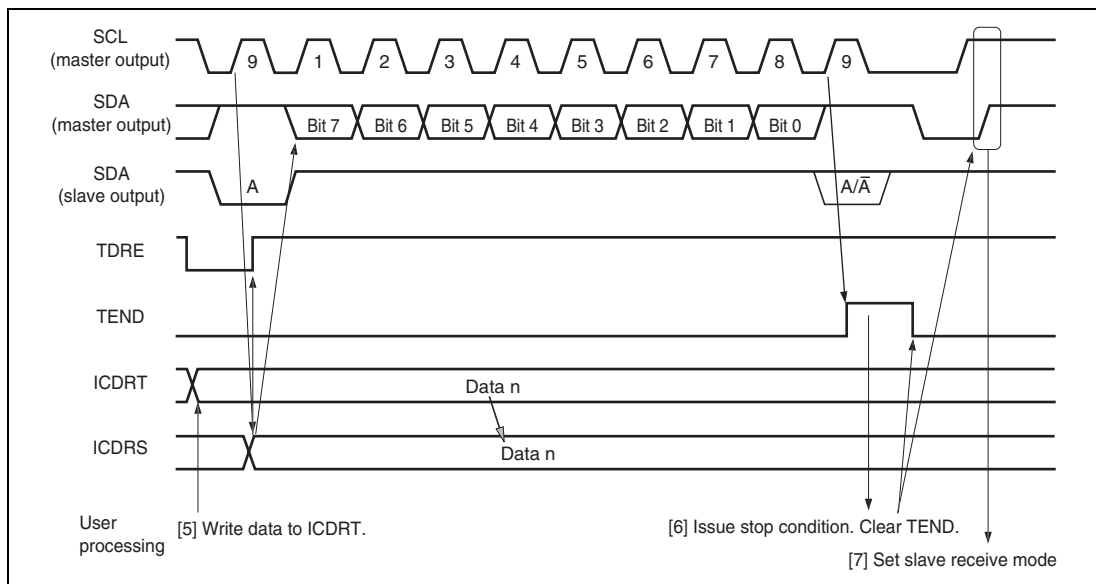 SCL
(master output)
9 1 2 3 4 5 6 7 8 9
SDA
(master output)
Bit 7 Bit 6 Bit 5 Bit 4 Bit 3 Bit 2 Bit 1 Bit 0
SDA
(slave output)
A A/A̅
TDRE
TEND
ICDRT
Data n
ICDRS
Data n
User
processing
[5] Write data to ICDRT.
[6] Issue stop condition. Clear TEND.
[7] Set slave receive mode